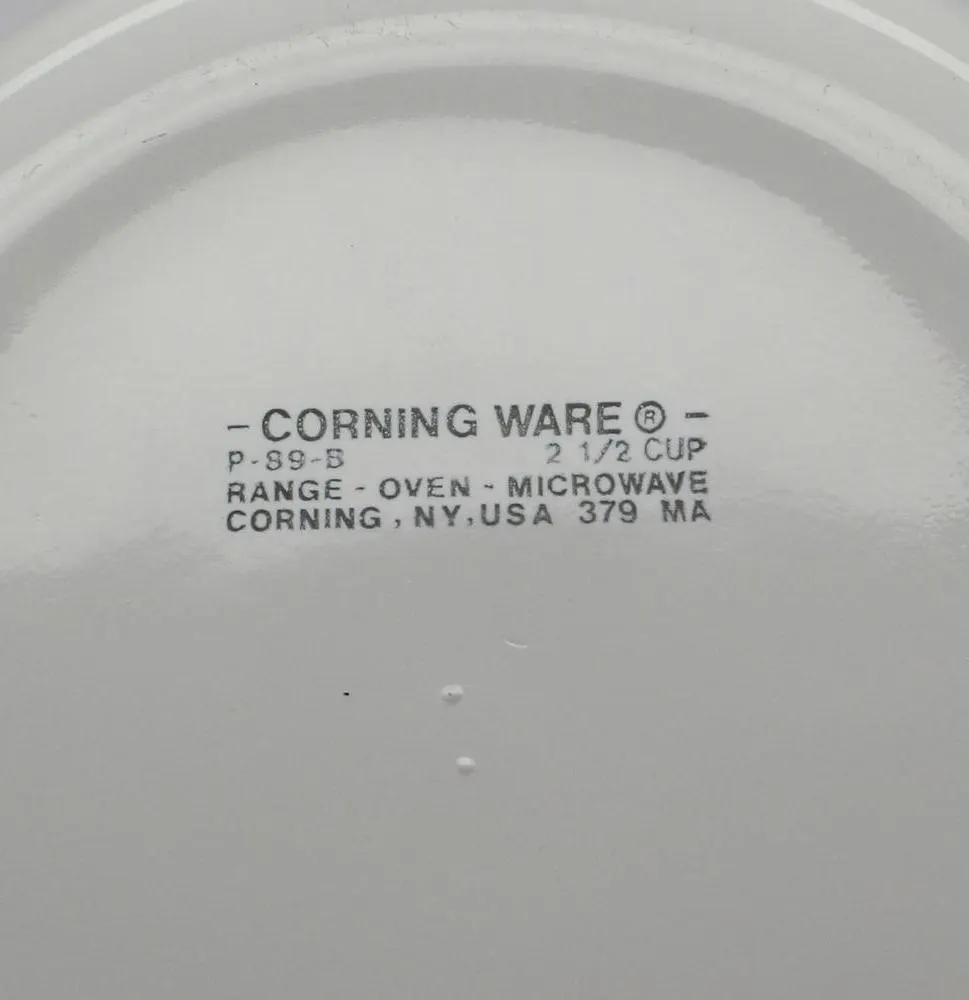 - CORNING WARE ® -
P-89-B 2 1/2 CUP
RANGE - OVEN - MICROWAVE
CORNING, NY, USA 379 MA